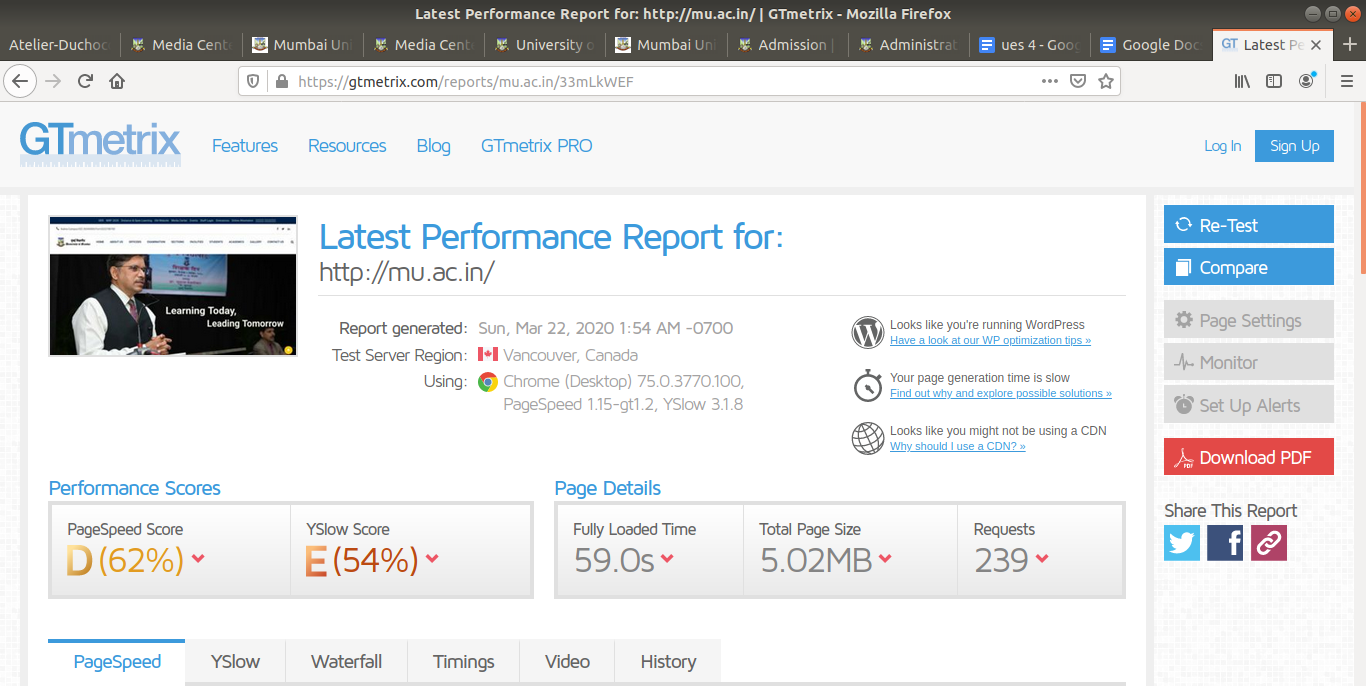 Latest Performance Report for: http://mu.ac.in/ | GTmetrix - Mozilla Firefox
Atelier-Duchoc
Media Cent
Mumbai Uni
Media Cent
University o
Mumbai Uni
Admission |
Administrat
ues 4 - Goog
Google Doc
GT Latest Pe
https://gtmetrix.com/reports/mu.ac.in/33mLkWEF
GTmetrix
Features
Resources
Blog
GTmetrix PRO
Log In
Sign Up
Learning Today,
Leading Tomorrow
Latest Performance Report for:
http://mu.ac.in/
Report generated: Sun, Mar 22, 2020 1:54 AM -0700
Test Server Region: Vancouver, Canada
Using: Chrome (Desktop) 75.0.3770.100,
PageSpeed 1.15-gt1.2, YSlow 3.1.8
Looks like you're running WordPress
Have a look at our WP optimization tips »
Your page generation time is slow
Find out why and explore possible solutions »
Looks like you might not be using a CDN
Why should I use a CDN? »
Re-Test
Compare
Page Settings
Monitor
Set Up Alerts
Download PDF
Share This Report
Performance Scores
PageSpeed Score
D (62%)
YSlow Score
E (54%)
Page Details
Fully Loaded Time
59.0s
Total Page Size
5.02MB
Requests
239
PageSpeed
YSlow
Waterfall
Timings
Video
History